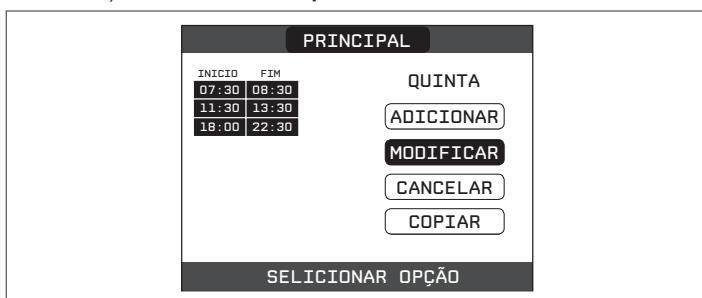 PRINCIPAL
INICIO FIM
07:30 08:30
11:30 13:30
18:00 22:30
QUINTA
ADICIONAR
MODIFICAR
CANCELAR
COPIAR
SELICIONAR OPÇÃO